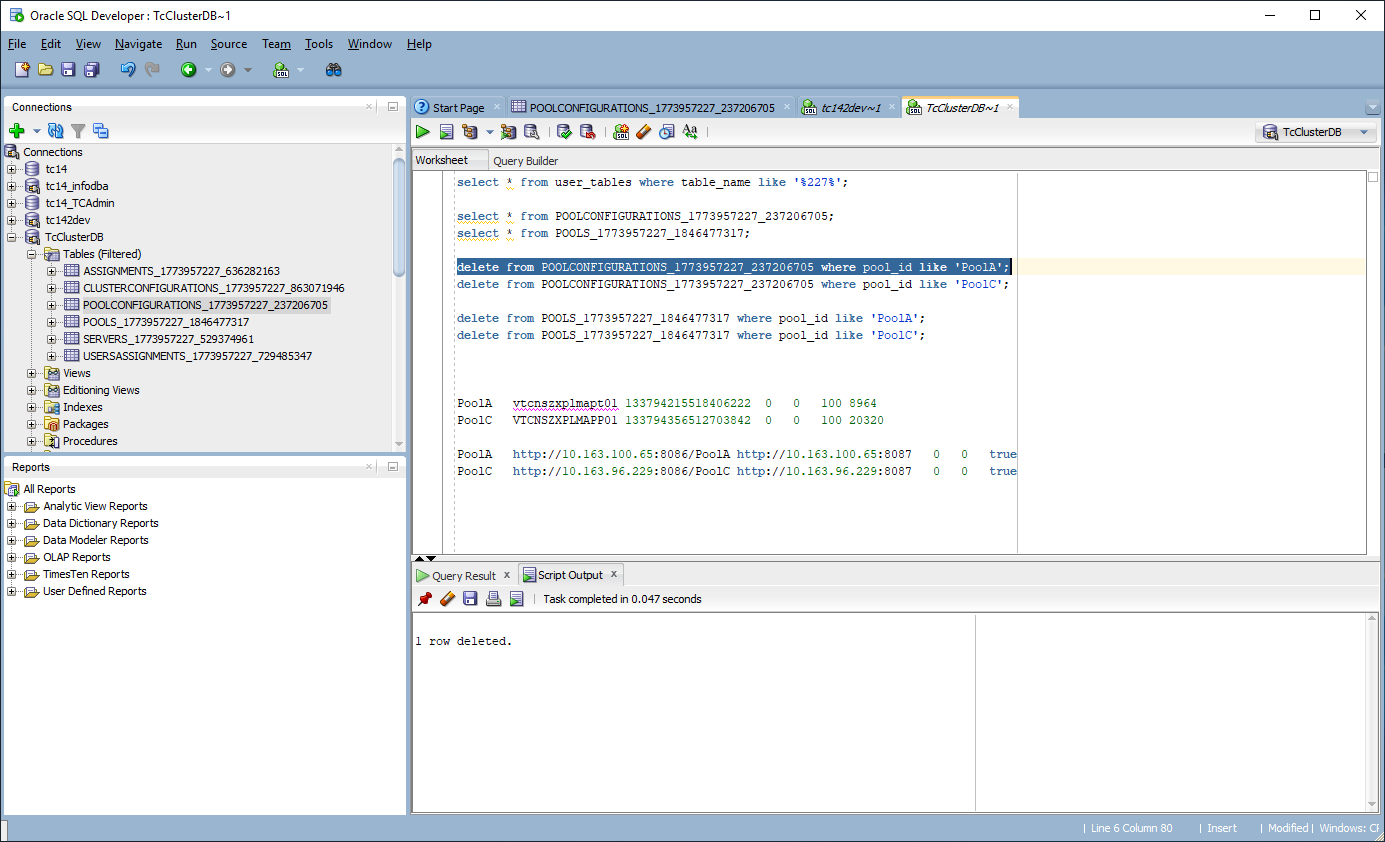 Oracle SQL Developer : TcClusterDB~1
File Edit View Navigate Run Source Team Tools Window Help
Connections
Connections
tc14
tc14_infodba
tc14_TCAdmin
tc142dev
TcClusterDB
Tables (Filtered)
ASSIGNMENTS_1773957227_636282163
CLUSTERCONFIGURATIONS_1773957227_863071946
POOLCONFIGURATIONS_1773957227_237206705
POOLS_1773957227_1846477317
SERVERS_1773957227_529374961
USERSASSIGNMENTS_1773957227_729485347
Views
Editioning Views
Indexes
Packages
Procedures
Reports
All Reports
Analytic View Reports
Data Dictionary Reports
Data Modeler Reports
OLAP Reports
TimesTen Reports
User Defined Reports
Start Page POOLCONFIGURATIONS_1773957227_237206705 tc142dev~1 TcClusterDB~1
TcClusterDB
Worksheet Query Builder
select * from user_tables where table_name like '%227%';
select * from POOLCONFIGURATIONS_1773957227_237206705;
select * from POOLS_1773957227_1846477317;
delete from POOLCONFIGURATIONS_1773957227_237206705 where pool_id like 'PoolA';
delete from POOLCONFIGURATIONS_1773957227_237206705 where pool_id like 'PoolC';
delete from POOLS_1773957227_1846477317 where pool_id like 'PoolA';
delete from POOLS_1773957227_1846477317 where pool_id like 'PoolC';
PoolA vtcnszxplmapt01 133794215518406222 0 0 100 8964
PoolC VTCNSZXPLMAPP01 133794356512703842 0 0 100 20320
PoolA http://10.163.100.65:8086/PoolA http://10.163.100.65:8087 0 0 true
PoolC http://10.163.96.229:8086/PoolC http://10.163.96.229:8087 0 0 true
Query Result x Script Output x
Task completed in 0.047 seconds
1 row deleted.
Line 6 Column 80 Insert Modified Windows: